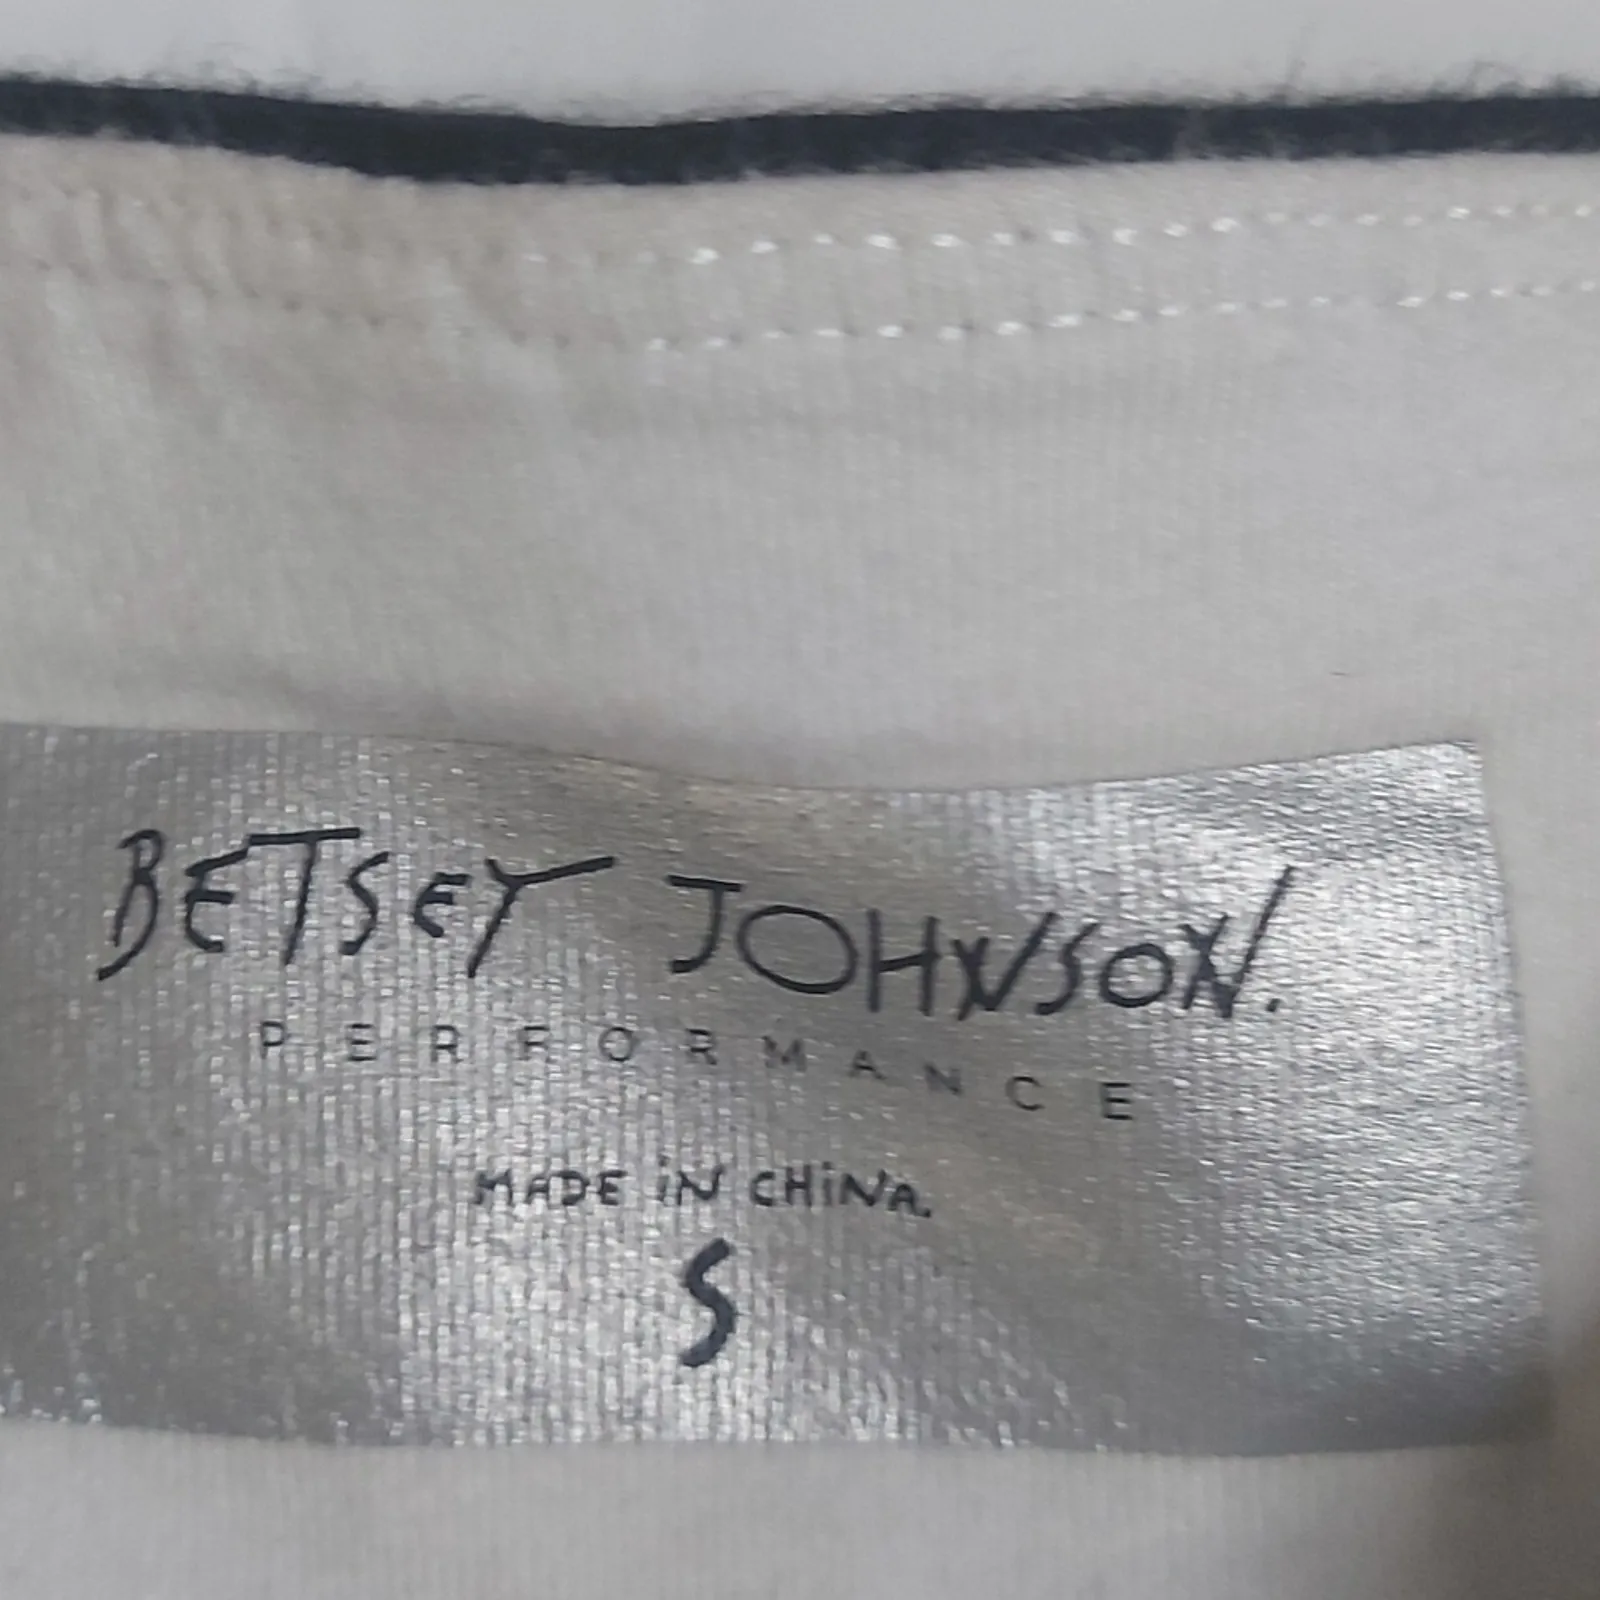 BETSEY JOHNSON.
PERFORMANCE
MADE iN CHiNA.
S